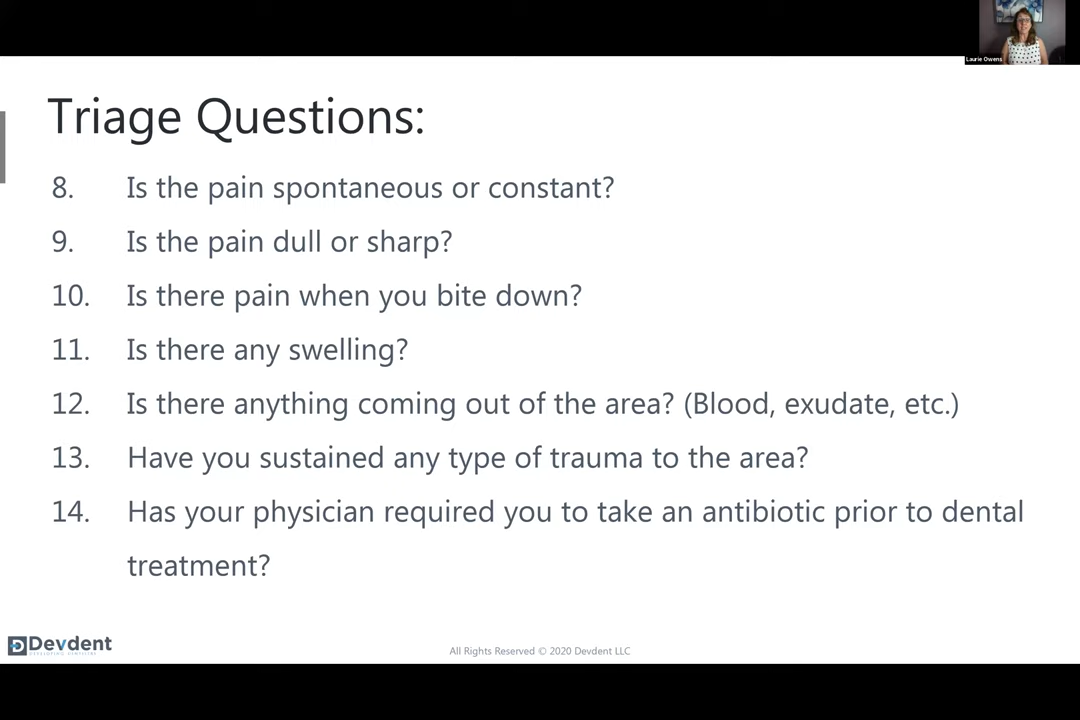 Laurie Owens
Triage Questions:
8. Is the pain spontaneous or constant?
9. Is the pain dull or sharp?
10. Is there pain when you bite down?
11. Is there any swelling?
12. Is there anything coming out of the area? (Blood, exudate, etc.)
13. Have you sustained any type of trauma to the area?
14. Has your physician required you to take an antibiotic prior to dental
treatment?
Devdent
DEVELOPING DENTISTRY
All Rights Reserved © 2020 Devdent LLC